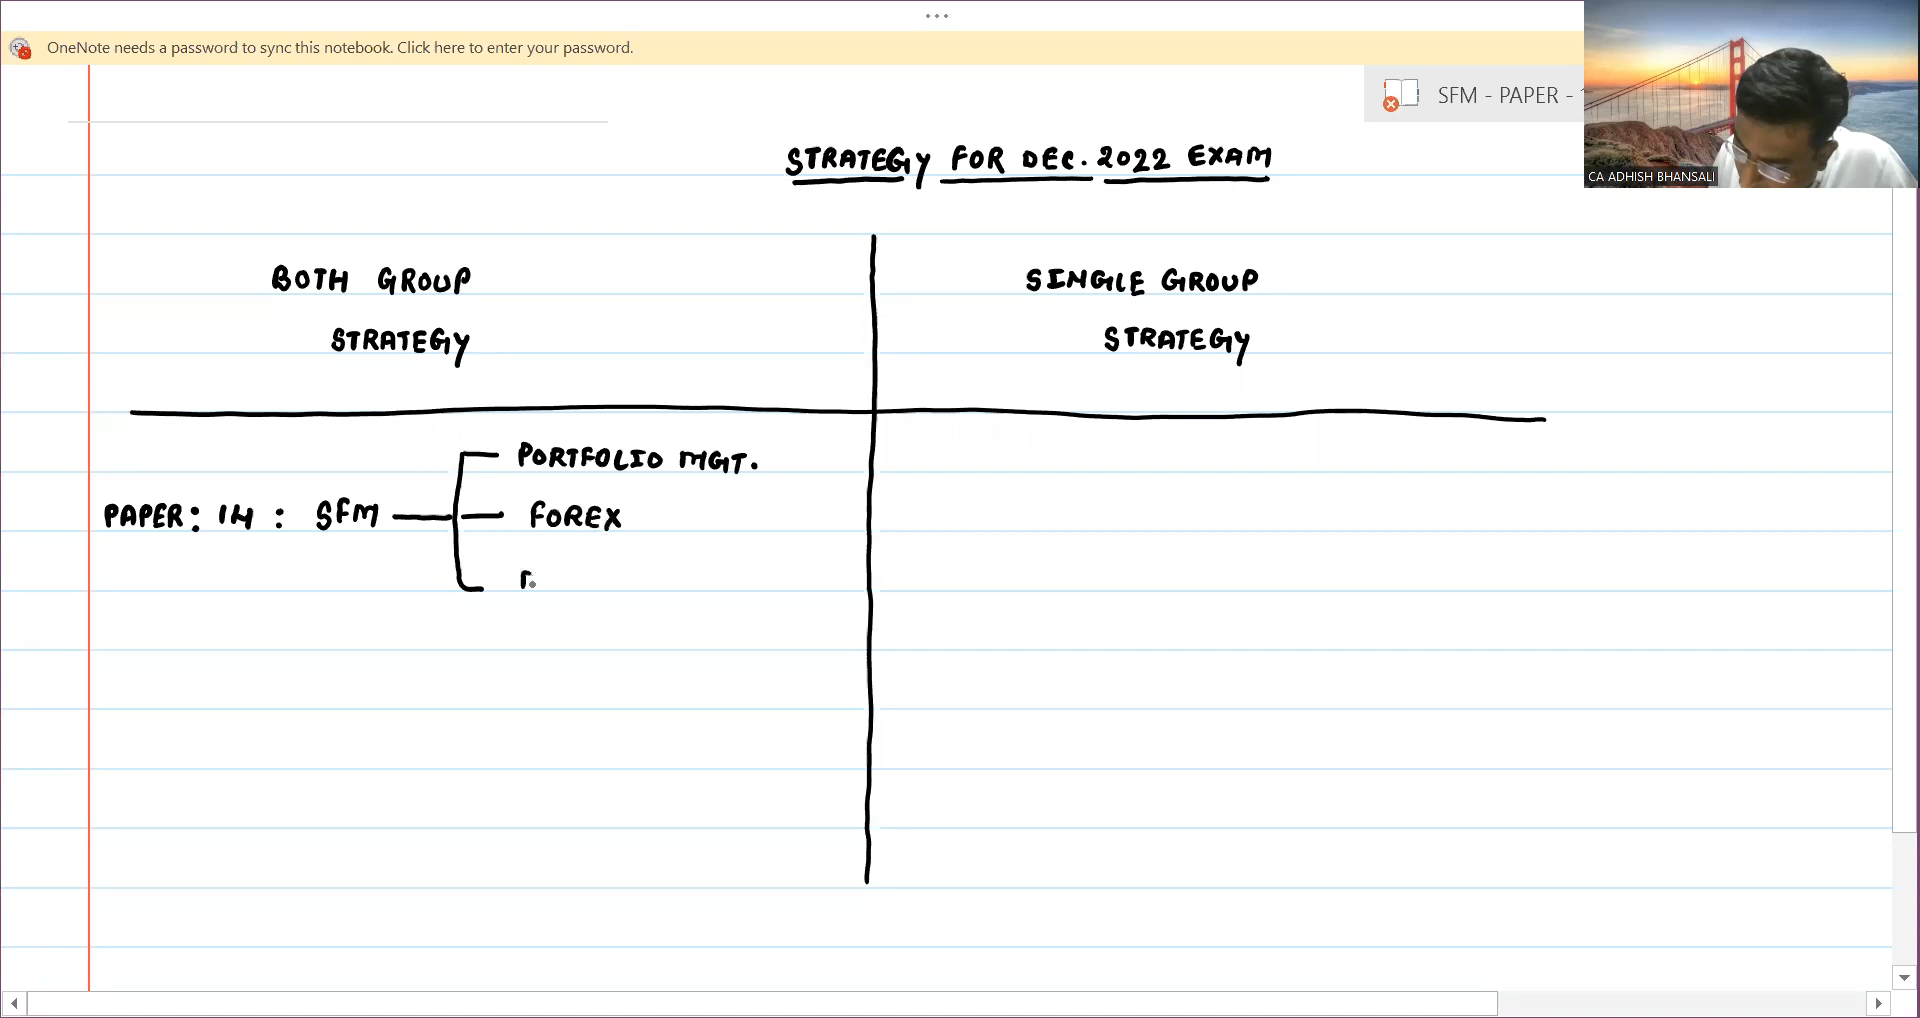 OneNote needs a password to sync this notebook. Click here to enter your password.
SFM - PAPER -
CA ADHISH BHANSALI
STRATEGY FOR DEC. 2022 EXAM
BOTH GROUP
STRATEGY
SINGLE GROUP
STRATEGY
PORTFOLIO MGT.
PAPER: 14 : SFM
FOREX